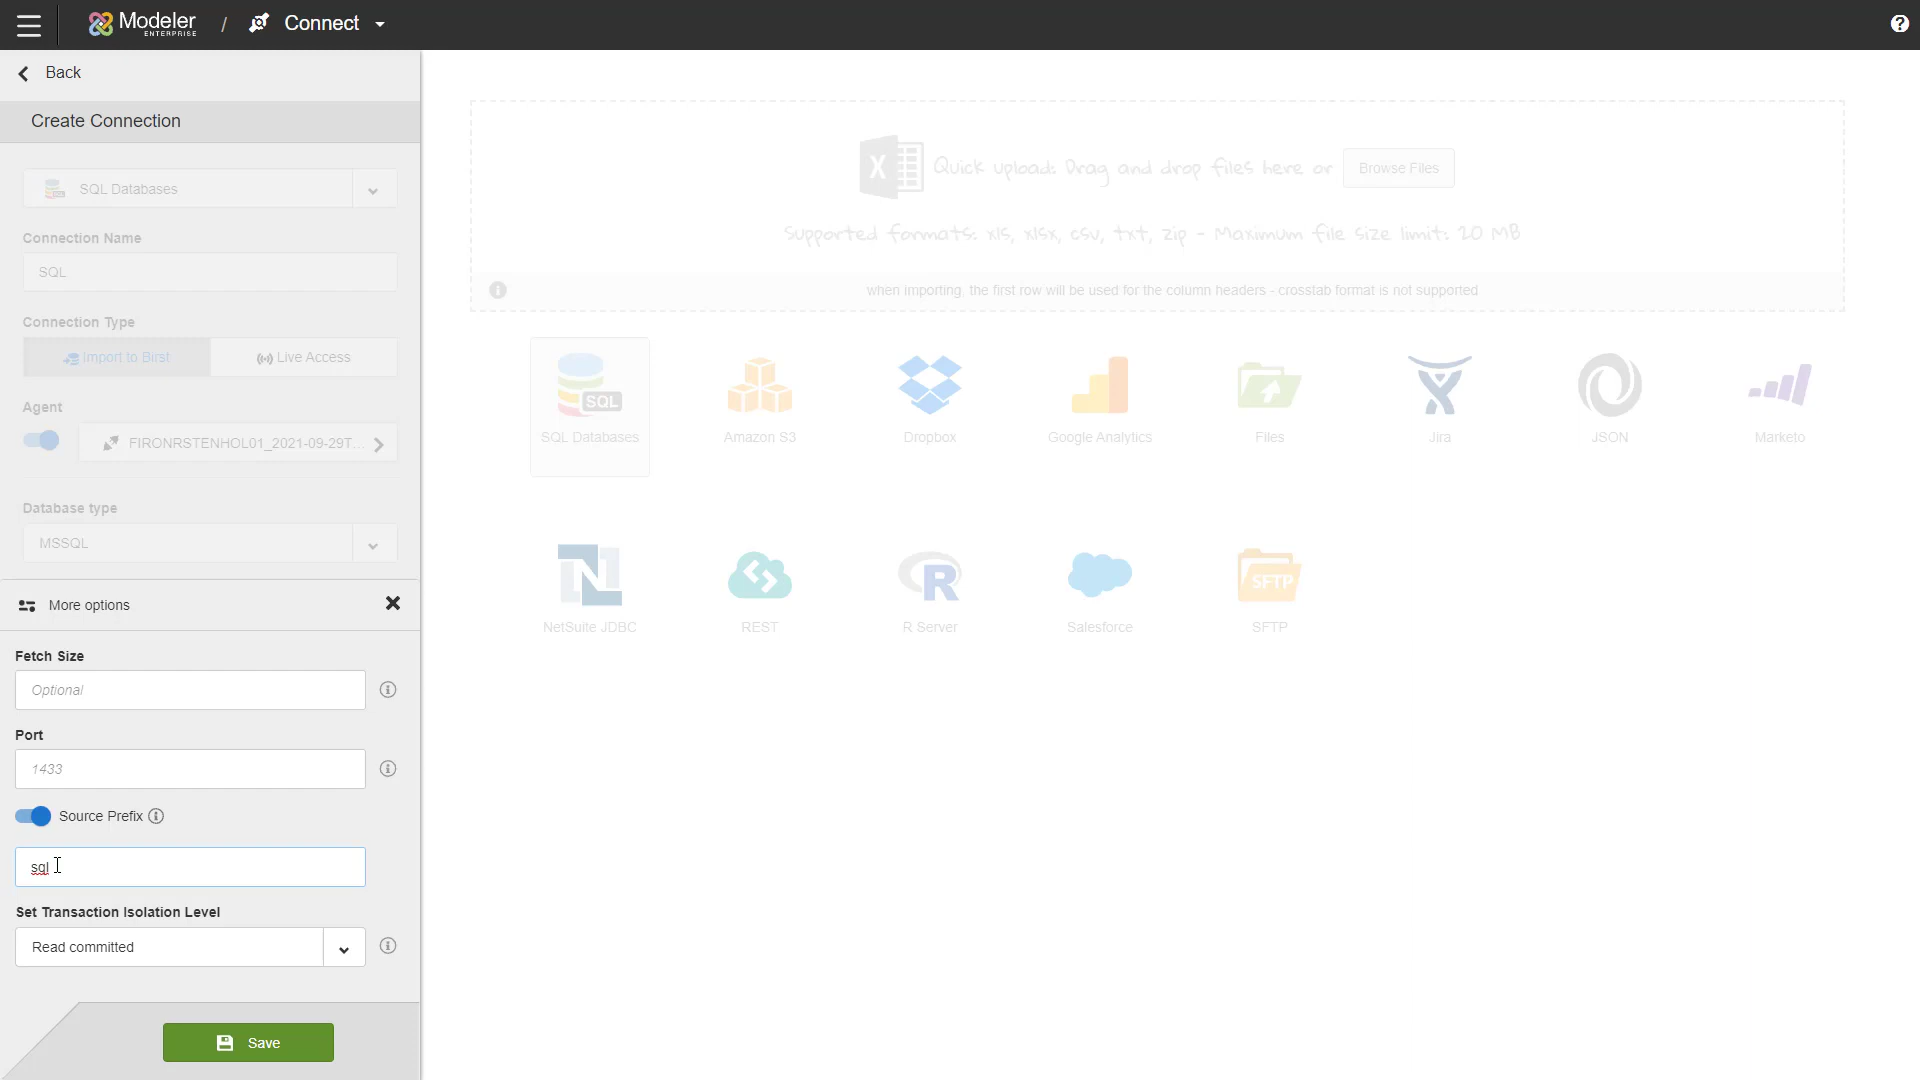 Modeler
ENTERPRISE
/
Connect
?
Back
Create Connection
SQL Databases
Connection Name
SQL
Connection Type
Import to Birst
Live Access
Agent
FIRONRSTENHOL01_2021-09-29T...
Database type
MSSQL
More options
Fetch Size
Optional
Port
1433
Source Prefix
sql
Set Transaction Isolation Level
Read committed
Save
X
Quick upload: Drag and drop files here or
Browse Files
Supported formats: xls, xlsx, csv, txt, zip - Maximum file size limit: 20 MB
when importing, the first row will be used for the column headers - crosstab format is not supported
SQL
SQL Databases
Amazon S3
Dropbox
Google Analytics
Files
Jira
JSON
Marketo
N
NetSuite JDBC
REST
R
R Server
Salesforce
SFTP
SFTP